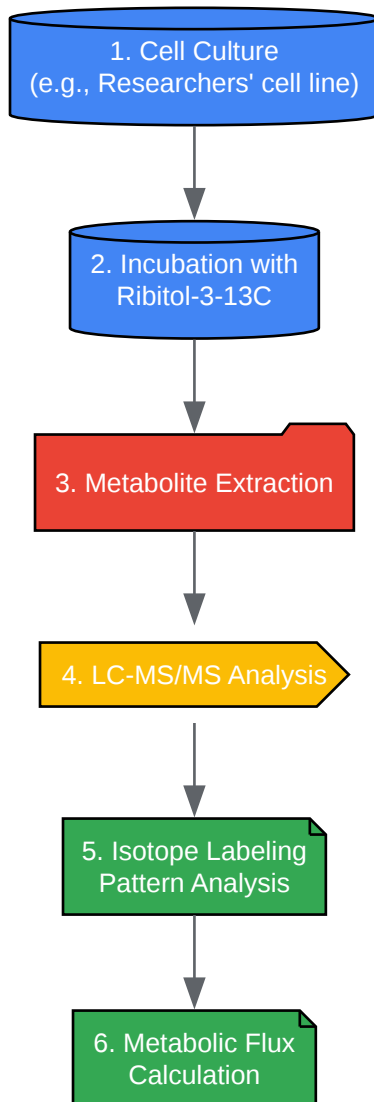 1. Cell Culture
(e.g., Researchers' cell line)
2. Incubation with
Ribitol-3-13C
3. Metabolite Extraction
4. LC-MS/MS Analysis
5. Isotope Labeling
Pattern Analysis
6. Metabolic Flux
Calculation